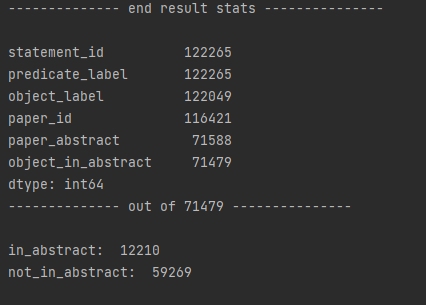 -------------- end result stats ---------------
statement_id 122265
predicate_label 122265
object_label 122049
paper_id 116421
paper_abstract 71588
object_in_abstract 71479
dtype: int64
-------------- out of 71479 ---------------
in_abstract: 12210
not_in_abstract: 59269